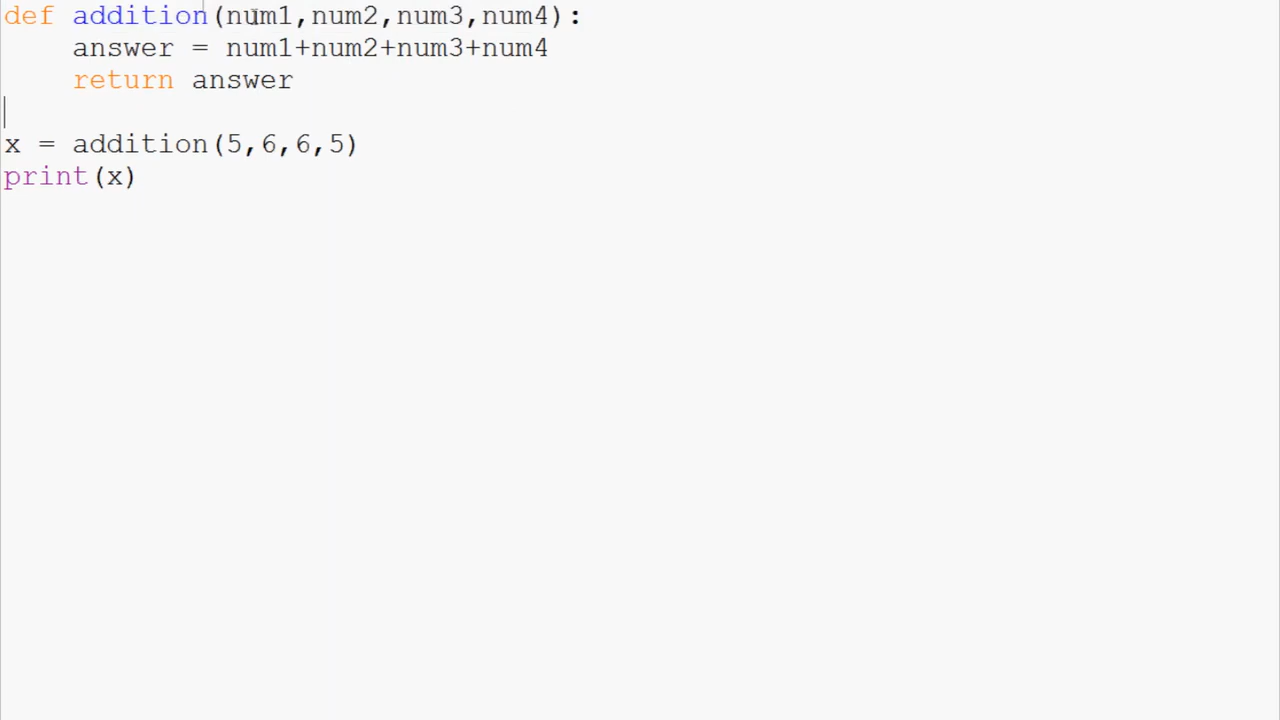 def addition(num1,num2,num3,num4):
    answer = num1+num2+num3+num4
    return answer
x = addition(5,6,6,5)
print(x)